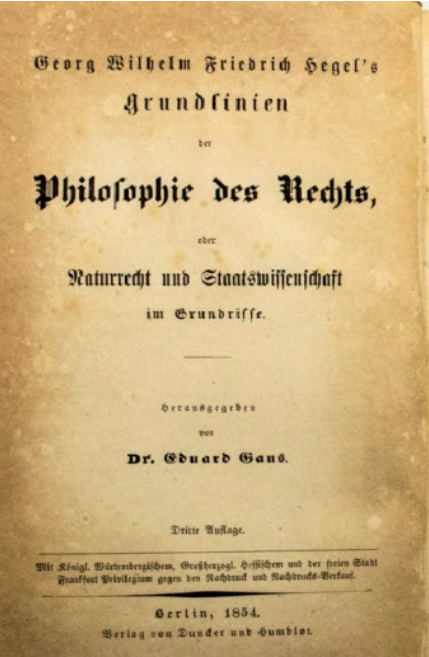 Georg Wilhelm Friedrich Hegel's
Grundlinien
der
Philosophie des Rechts,
oder
Naturrecht und Staatswissenschaft
im Grundrisse.
Herausgegeben
von
Dr. Eduard Gans.
Dritte Auflage.
Mit Königl. Würtembergischem, Großherzogl. Hessischem und der freien Stadt
Frankfurt Privilegium gegen den Nachdruck und Nachdrucks-Verkauf.
Berlin, 1854.
Verlag von Duncker und Humblot.